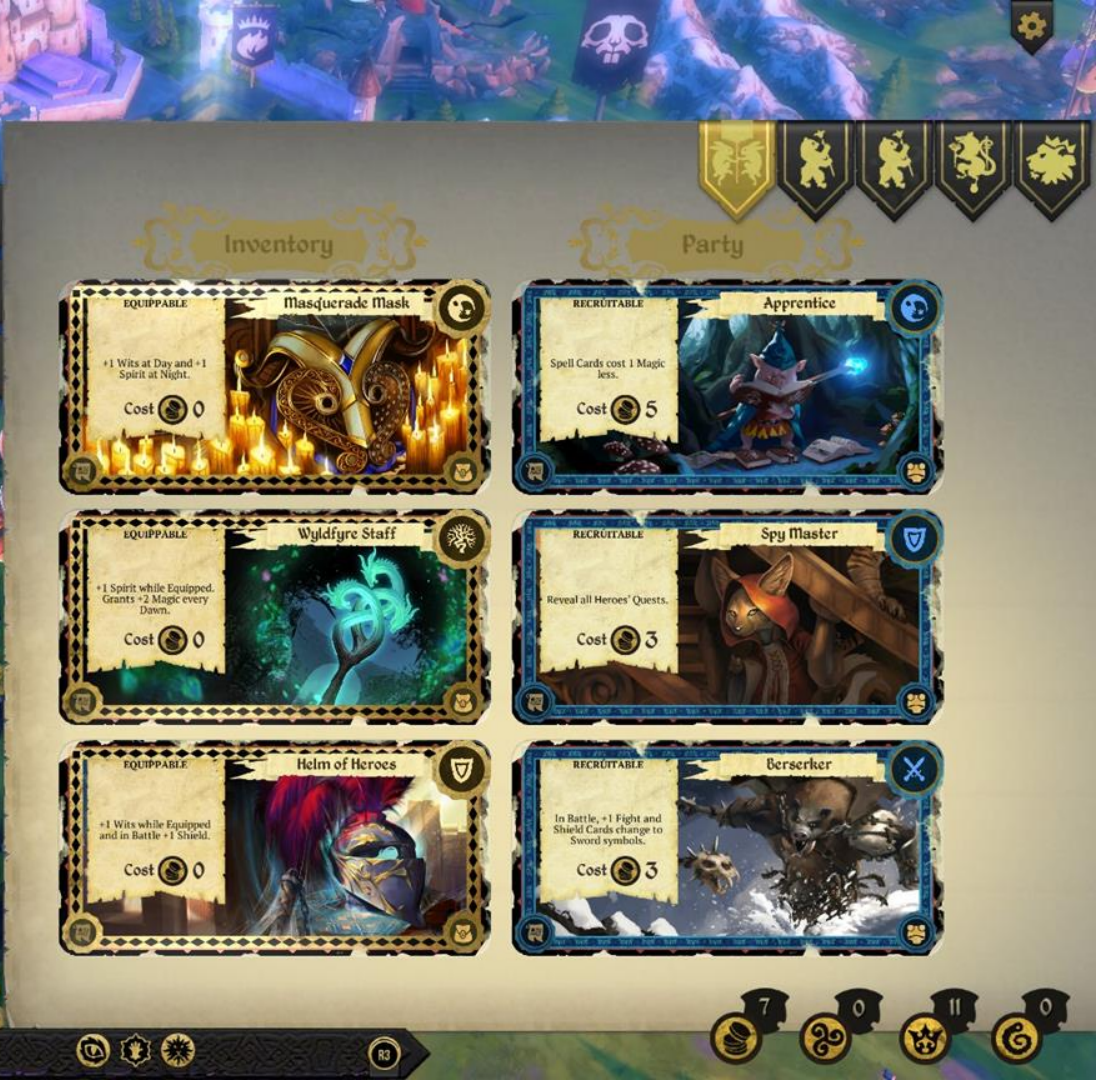 Inventory
Party
EQUIPPABLE
Masquerade Mask
+1 Wits at Day and +1
Spirit at Night.
Cost 0
RECRUITABLE
Apprentice
Spell Cards cost 1 Magic
less.
Cost 5
EQUIPPABLE
Wyldfyre Staff
+1 Spirit while Equipped.
Grants +2 Magic every
Dawn.
Cost 0
RECRUITABLE
Spy Master
Reveal all Heroes' Quests.
Cost 3
EQUIPPABLE
Helm of Heroes
+1 Wits while Equipped
and in Battle +1 Shield.
Cost 0
RECRUITABLE
Berserker
In Battle, +1 Fight and
Shield Cards change to
Sword symbols.
Cost 3
7
0
11
0
R3